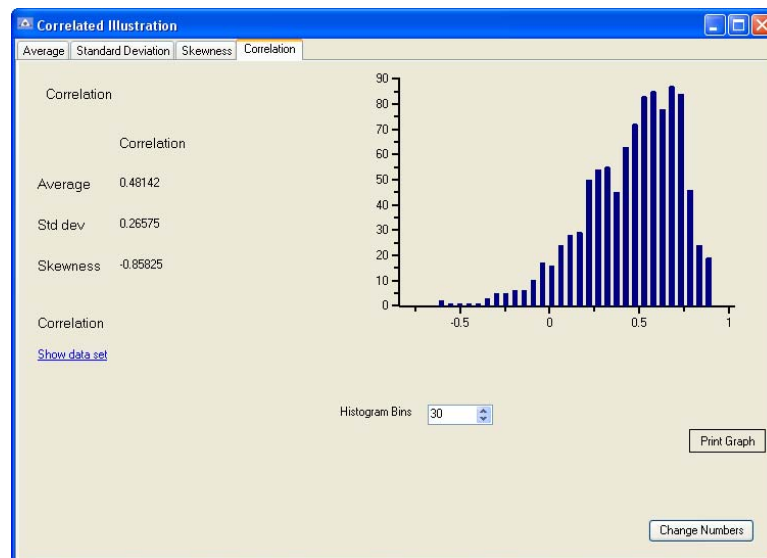 Correlated Illustration
Average Standard Deviation Skewness Correlation
Correlation
Correlation
Average 0.48142
Std dev 0.26575
Skewness -0.85825
Correlation
Show data set
90
80
70
60
50
40
30
20
10
0
-0.5 0 0.5 1
Histogram Bins 30
Print Graph
Change Numbers